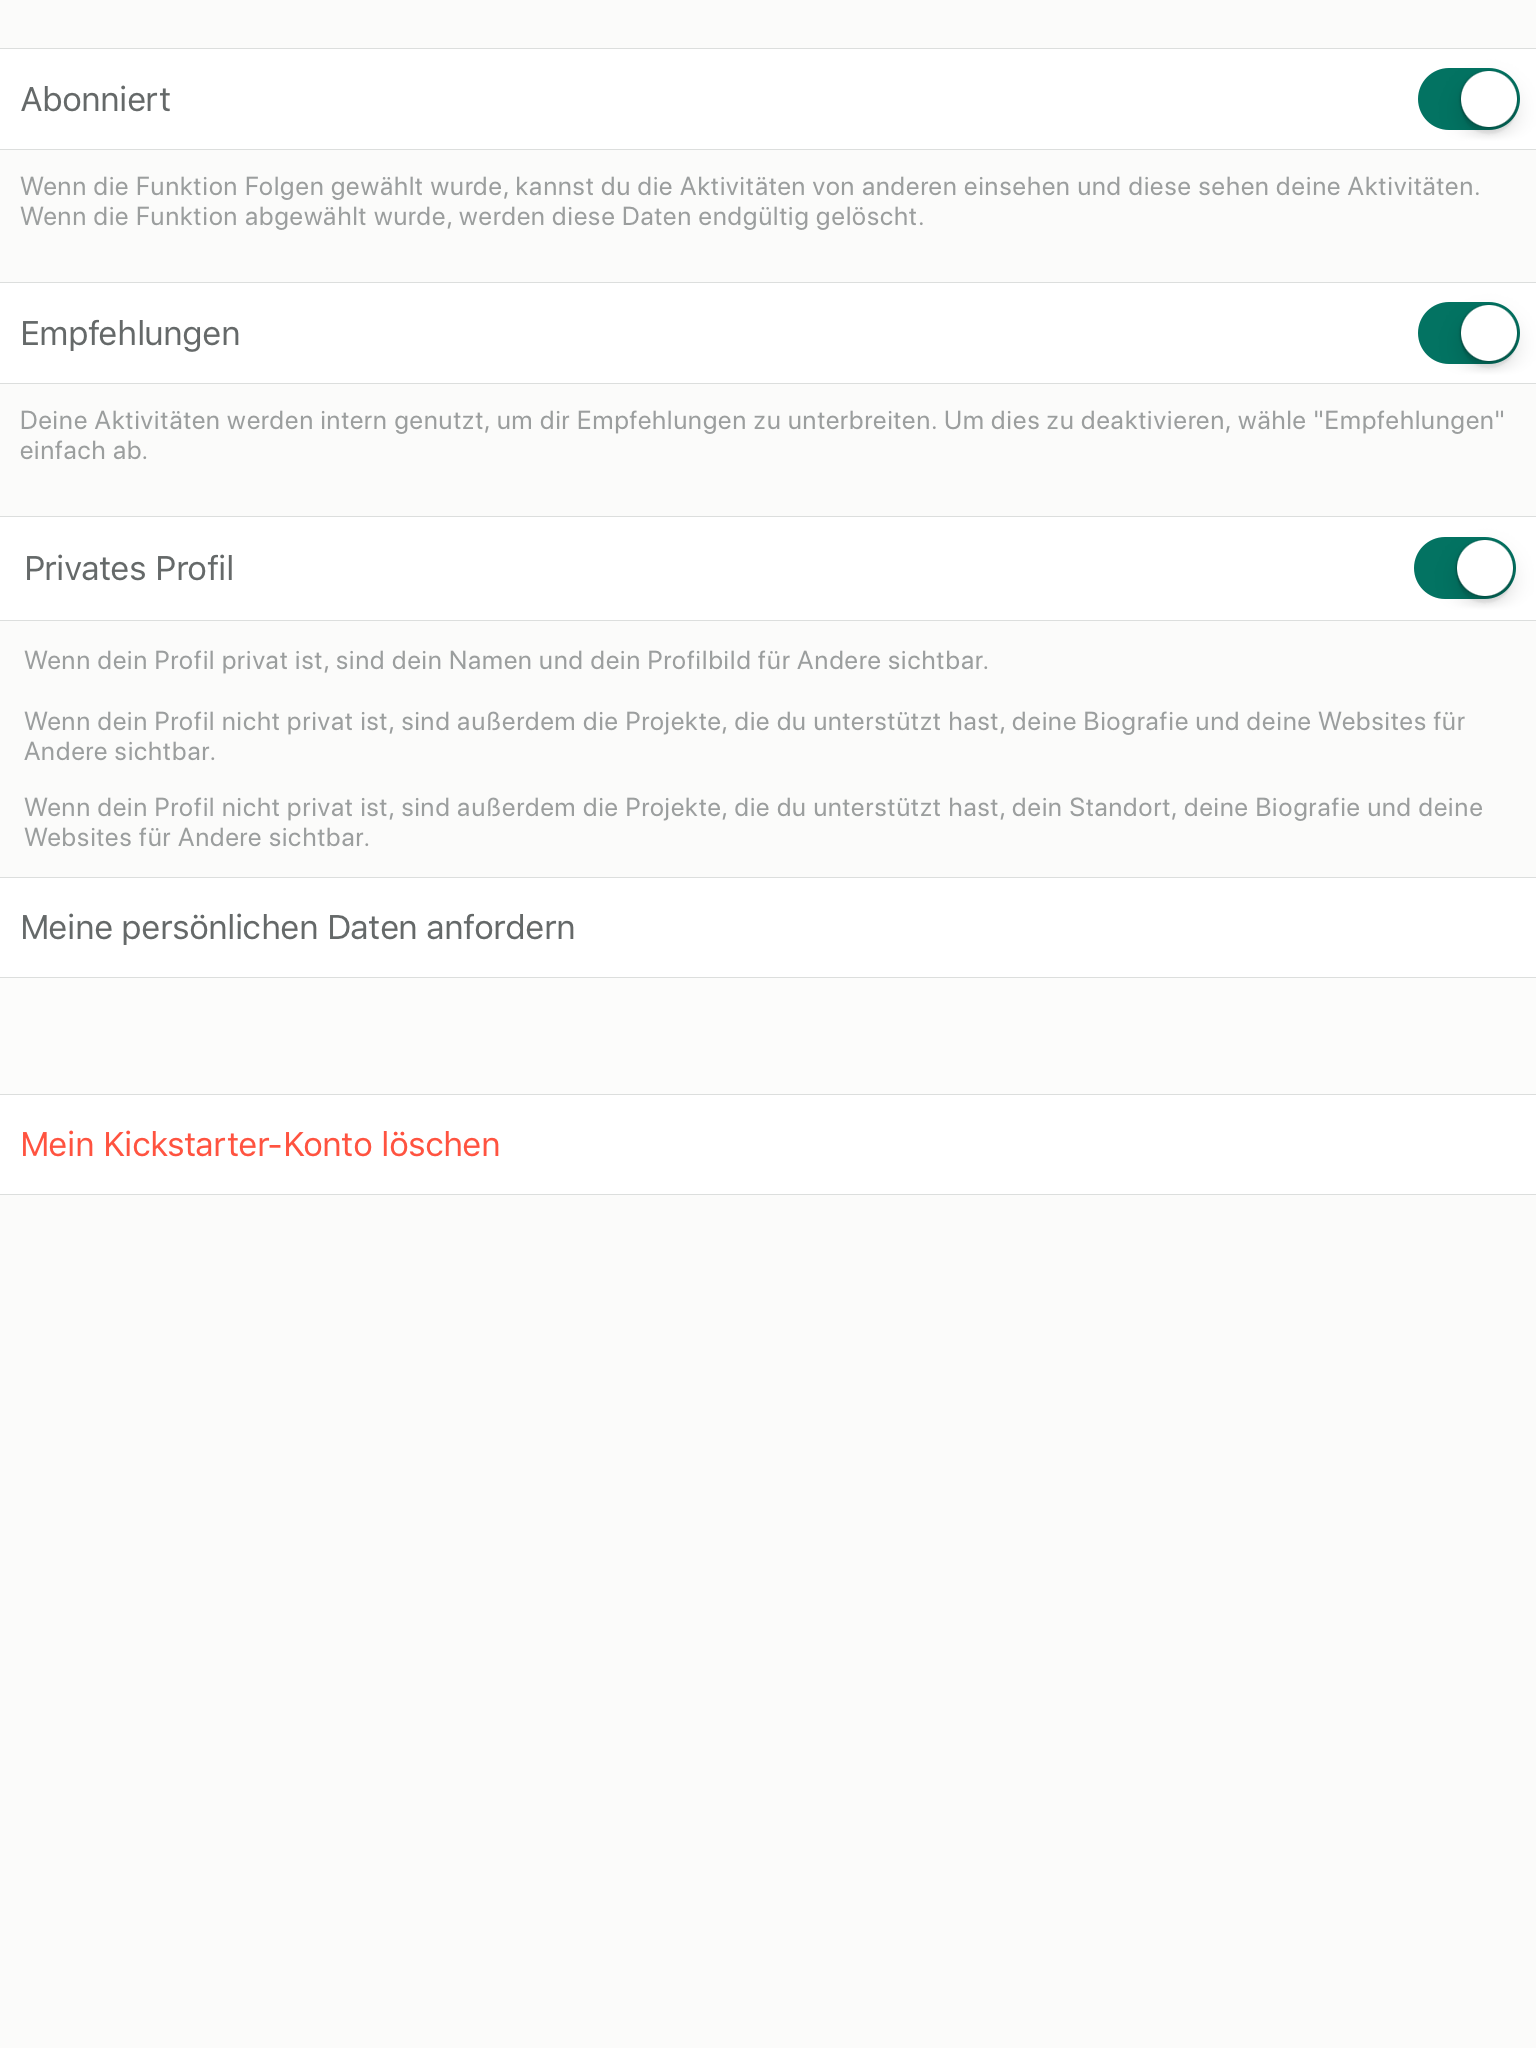 Abonniert
Wenn die Funktion Folgen gewählt wurde, kannst du die Aktivitäten von anderen einsehen und diese sehen deine Aktivitäten.
Wenn die Funktion abgewählt wurde, werden diese Daten endgültig gelöscht.
Empfehlungen
Deine Aktivitäten werden intern genutzt, um dir Empfehlungen zu unterbreiten. Um dies zu deaktivieren, wähle "Empfehlungen"
einfach ab.
Privates Profil
Wenn dein Profil privat ist, sind dein Namen und dein Profilbild für Andere sichtbar.
Wenn dein Profil nicht privat ist, sind außerdem die Projekte, die du unterstützt hast, deine Biografie und deine Websites für
Andere sichtbar.
Wenn dein Profil nicht privat ist, sind außerdem die Projekte, die du unterstützt hast, dein Standort, deine Biografie und deine
Websites für Andere sichtbar.
Meine persönlichen Daten anfordern
Mein Kickstarter-Konto löschen